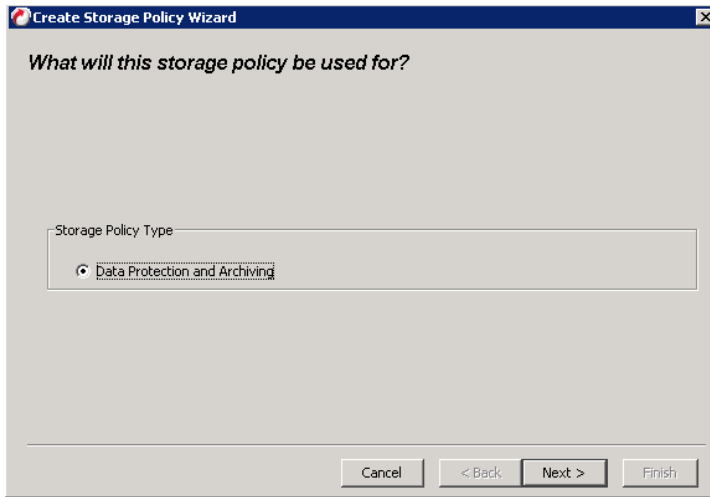 Create Storage Policy Wizard
What will this storage policy be used for?
Storage Policy Type
Data Protection and Archiving
Cancel
< Back
Next >
Finish